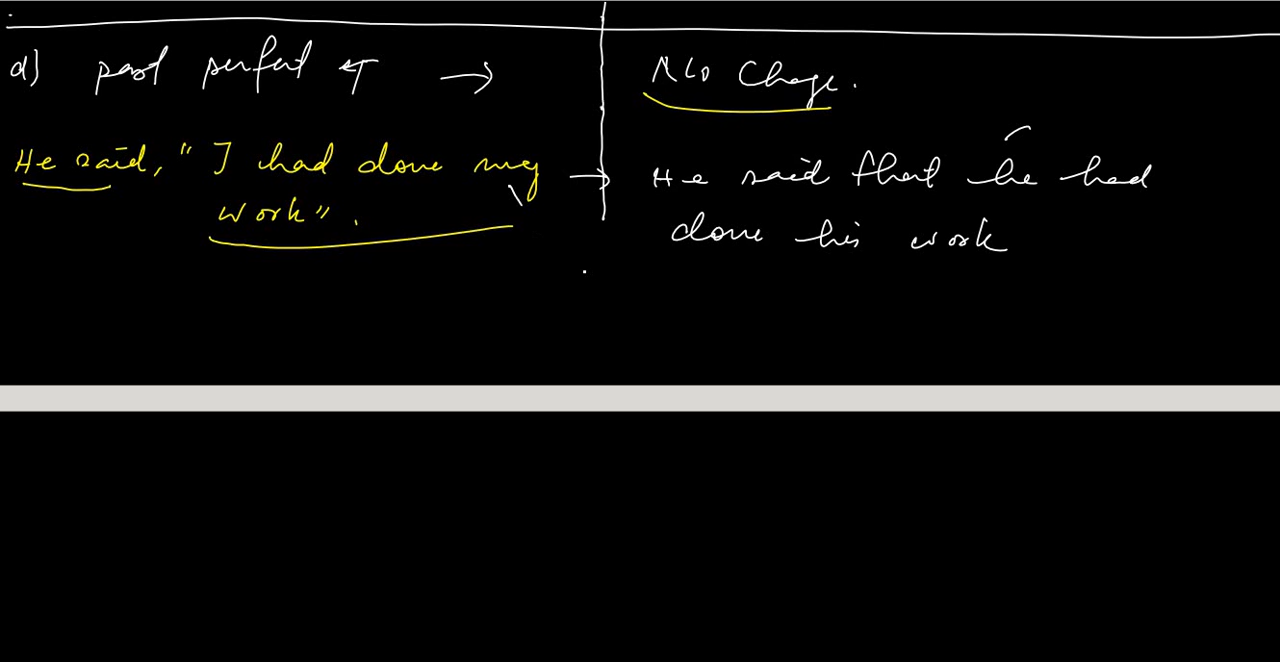 d) past perfect →
No Change.
He said, "I had done my
work".
→ He said that he had
done his work